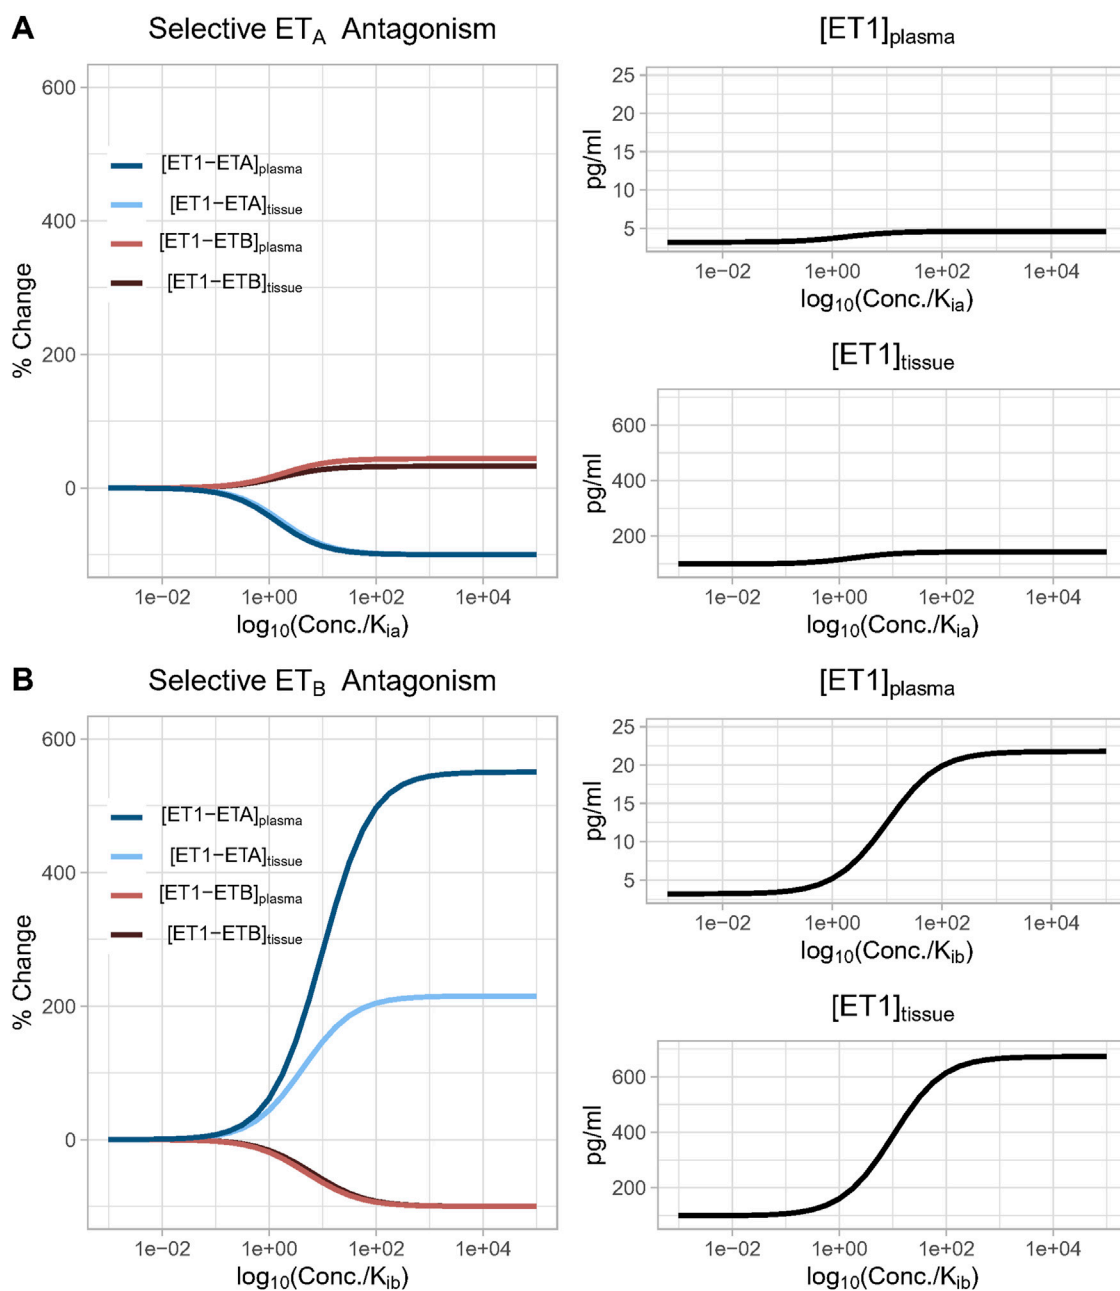 A
Selective ET_A Antagonism
600
400
200
0
% Change
[ET1−ETA]plasma
[ET1−ETA]tissue
[ET1−ETB]plasma
[ET1−ETB]tissue
1e−02 1e+00 1e+02 1e+04
log10(Conc./Kia)
[ET1]plasma
25
20
15
10
5
pg/ml
1e−02 1e+00 1e+02 1e+04
log10(Conc./Kia)
[ET1]tissue
600
400
200
pg/ml
1e−02 1e+00 1e+02 1e+04
log10(Conc./Kia)
B
Selective ET_B Antagonism
600
400
200
0
% Change
[ET1−ETA]plasma
[ET1−ETA]tissue
[ET1−ETB]plasma
[ET1−ETB]tissue
1e−02 1e+00 1e+02 1e+04
log10(Conc./Kib)
[ET1]plasma
25
20
15
10
5
pg/ml
1e−02 1e+00 1e+02 1e+04
log10(Conc./Kib)
[ET1]tissue
600
400
200
pg/ml
1e−02 1e+00 1e+02 1e+04
log10(Conc./Kib)